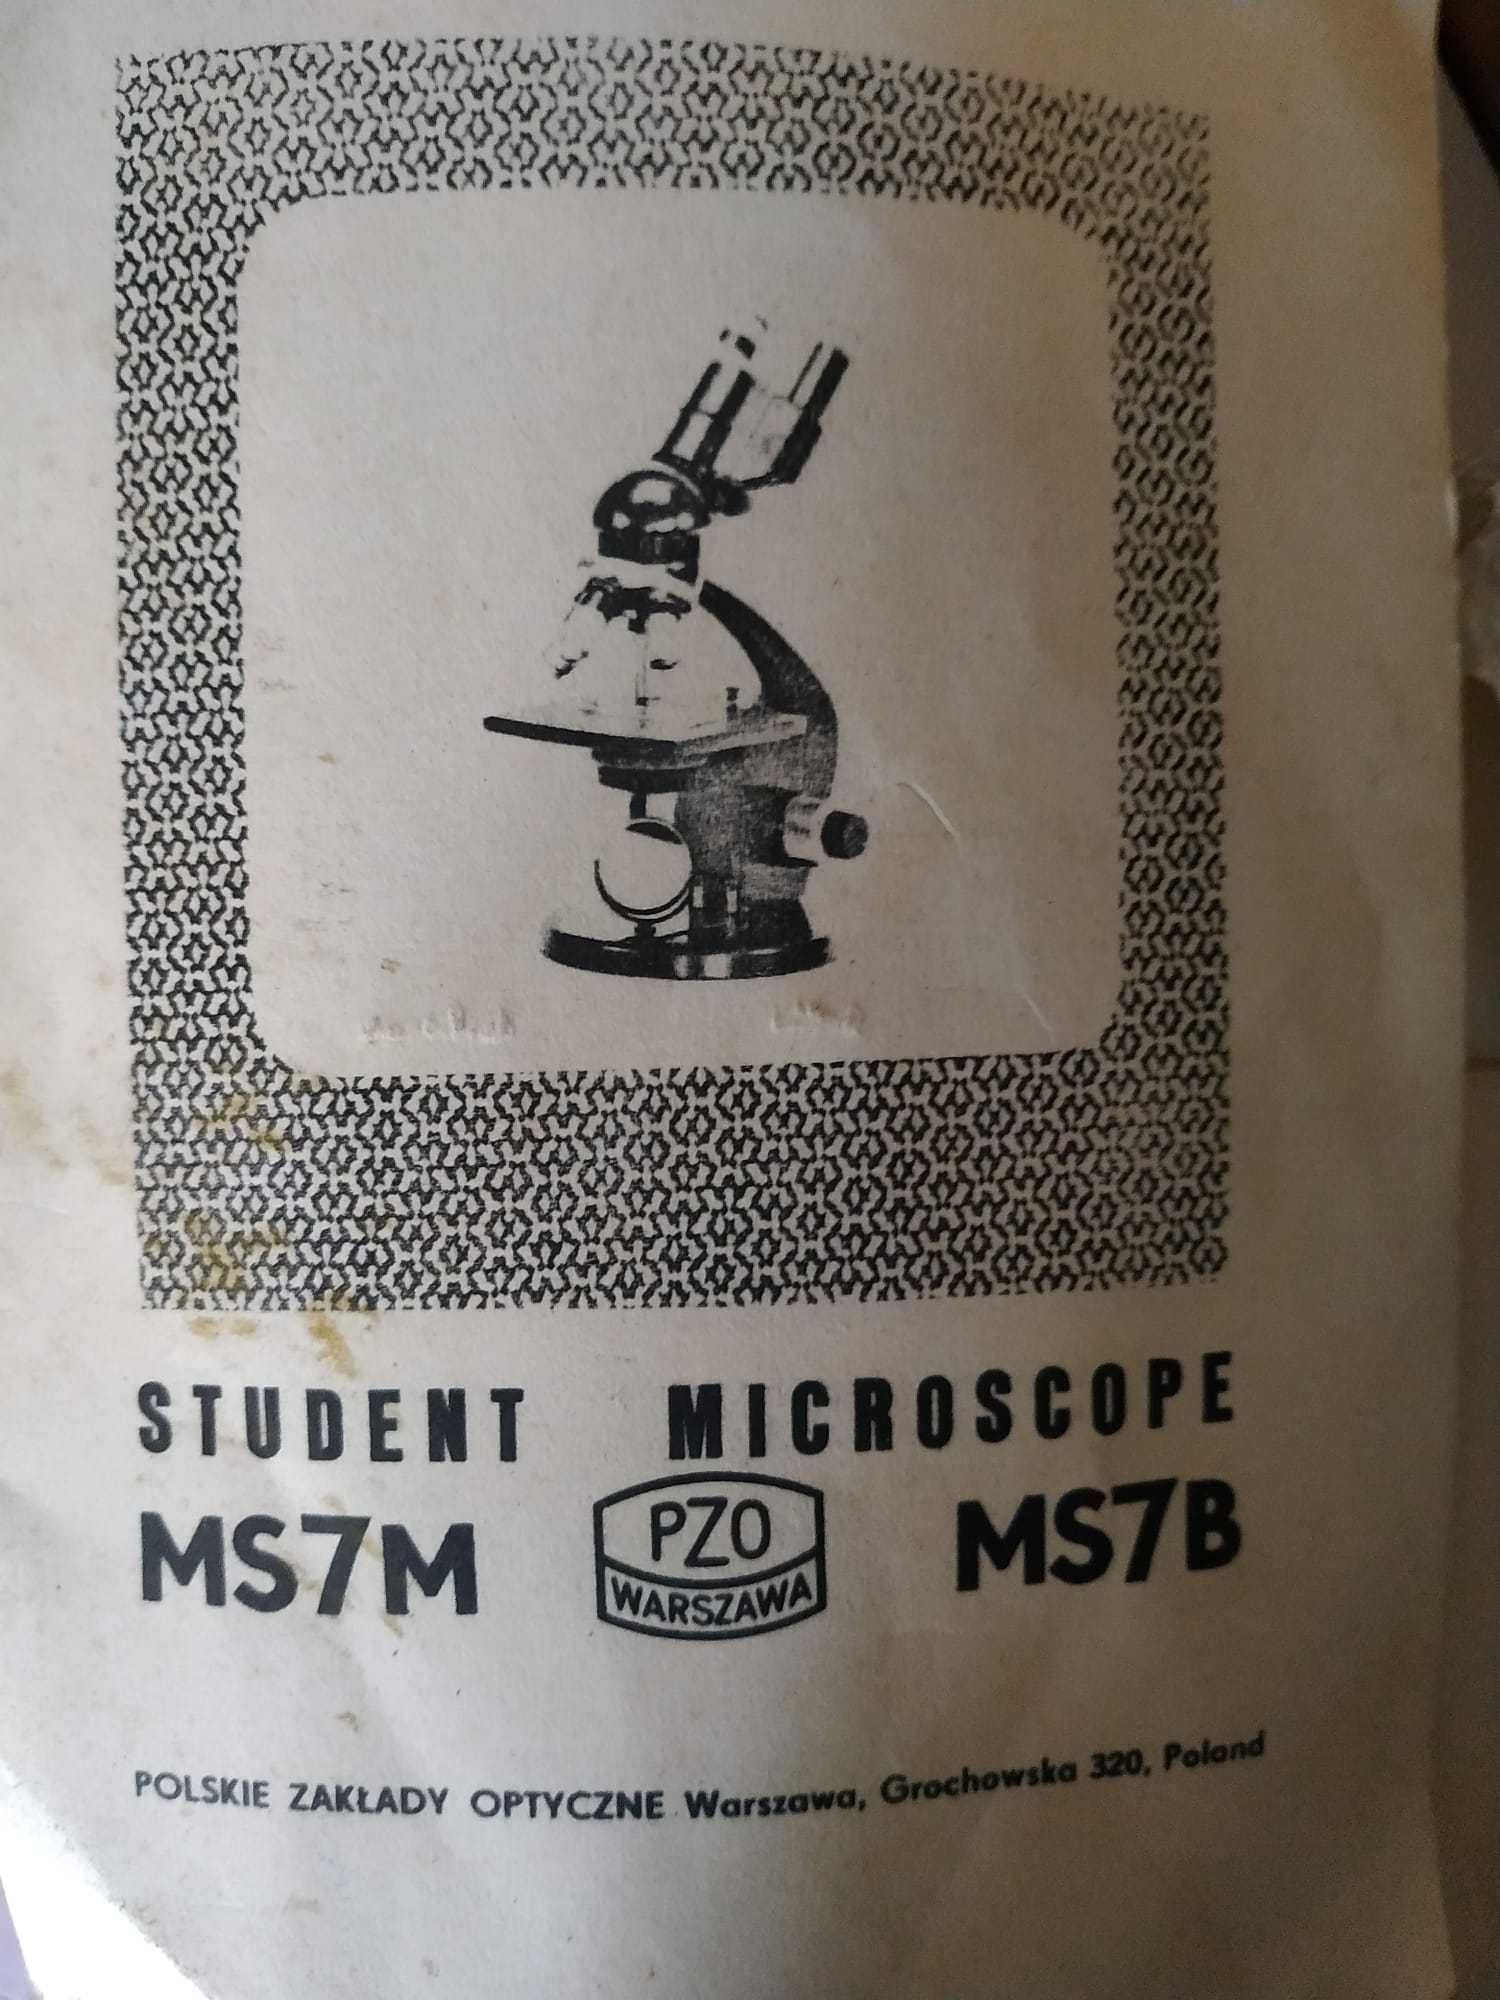 STUDENT MICROSCOPE
MS7M PZO WARSZAWA MS7B
POLSKIE ZAKŁADY OPTYCZNE Warszawa, Grochowska 320, Poland